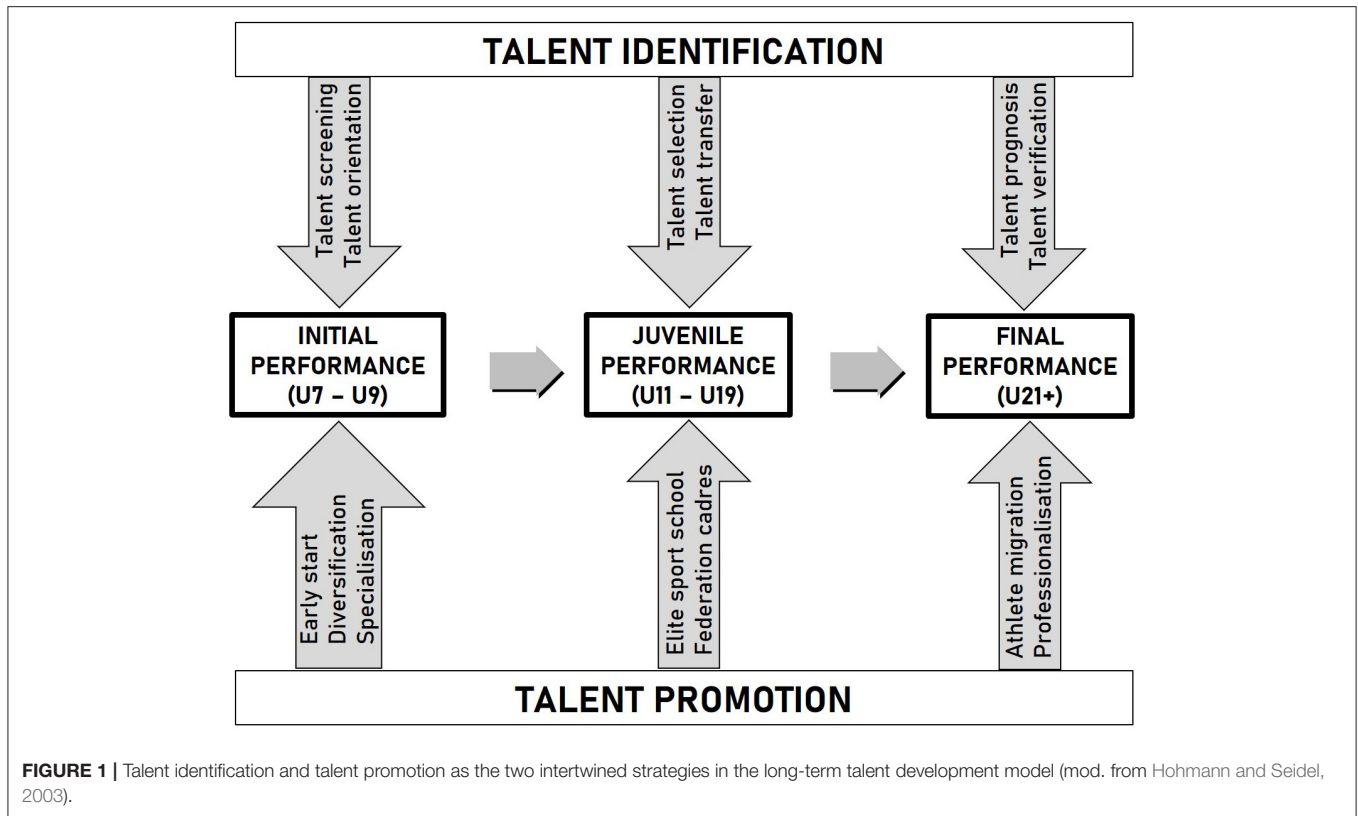 TALENT IDENTIFICATION
Talent screening
Talent orientation
Talent selection
Talent transfer
Talent prognosis
Talent verification
INITIAL
PERFORMANCE
(U7 – U9)
JUVENILE
PERFORMANCE
(U11 – U19)
FINAL
PERFORMANCE
(U21+)
Early start
Diversification
Specialisation
Elite sport school
Federation cadres
Athlete migration
Professionalisation
TALENT PROMOTION
FIGURE 1 | Talent identification and talent promotion as the two intertwined strategies in the long-term talent development model (mod. from Hohmann and Seidel,
2003).